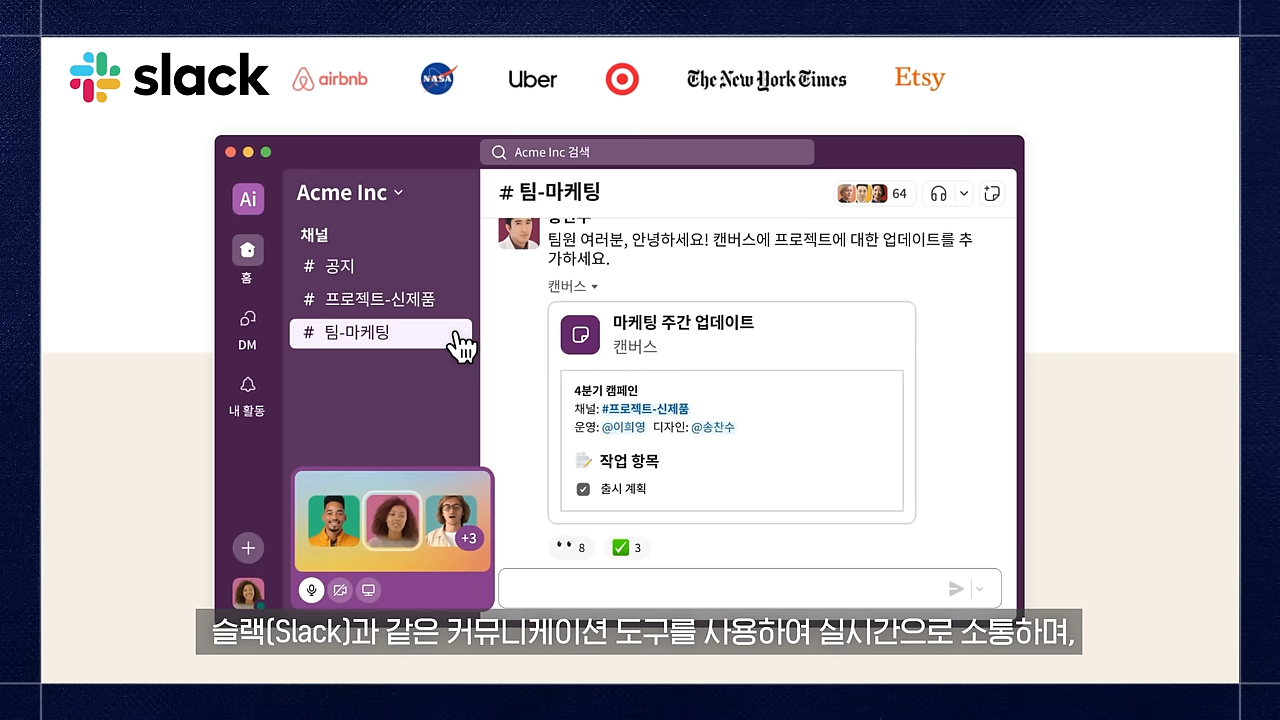 slack
airbnb
NASA
Uber
The New York Times
Etsy
Acme Inc 검색
Ai
Acme Inc
# 팀-마케팅
64
채널
# 공지
홈
# 프로젝트-신제품
# 팀-마케팅
DM
내 활동
팀원 여러분, 안녕하세요! 캔버스에 프로젝트에 대한 업데이트를 추
가하세요.
캔버스
마케팅 주간 업데이트
캔버스
4분기 캠페인
채널: #프로젝트-신제품
운영: @이희영 디자인: @송찬수
작업 항목
출시 계획
+3
8
3
슬랙(Slack)과 같은 커뮤니케이션 도구를 사용하여 실시간으로 소통하며,